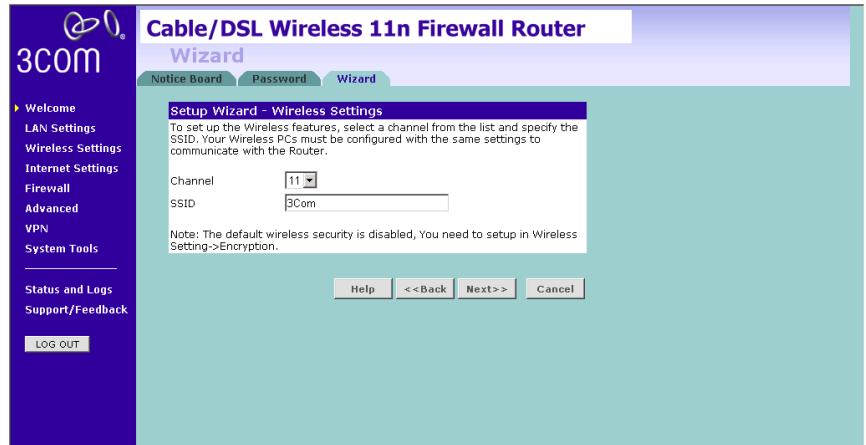 3COM
Cable/DSL Wireless 11n Firewall Router
Wizard
Notice Board
Password
Wizard
Welcome
LAN Settings
Wireless Settings
Internet Settings
Firewall
Advanced
VPN
System Tools
Status and Logs
Support/Feedback
LOG OUT
Setup Wizard - Wireless Settings
To set up the Wireless features, select a channel from the list and specify the
SSID. Your Wireless PCs must be configured with the same settings to
communicate with the Router.
Channel 11
SSID 3Com
Note: The default wireless security is disabled, You need to setup in Wireless
Setting->Encryption.
Help <<Back Next>> Cancel